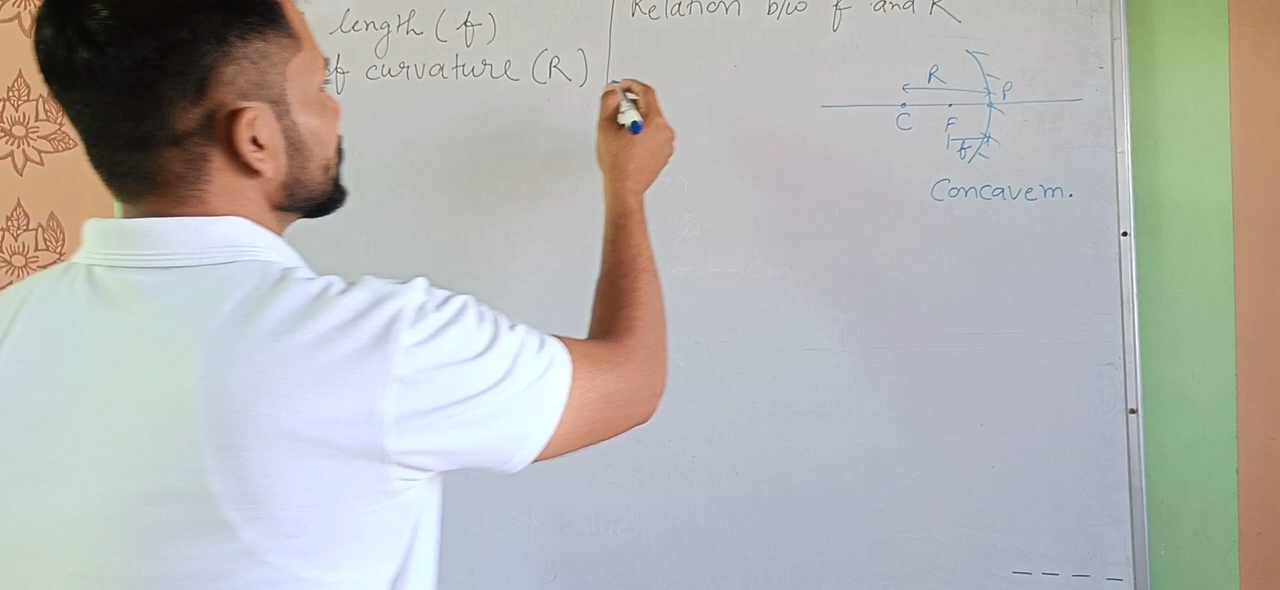 length (f)
of curvature (R)
Relation b/w f and R
R
P
C
F
f
Concave m.